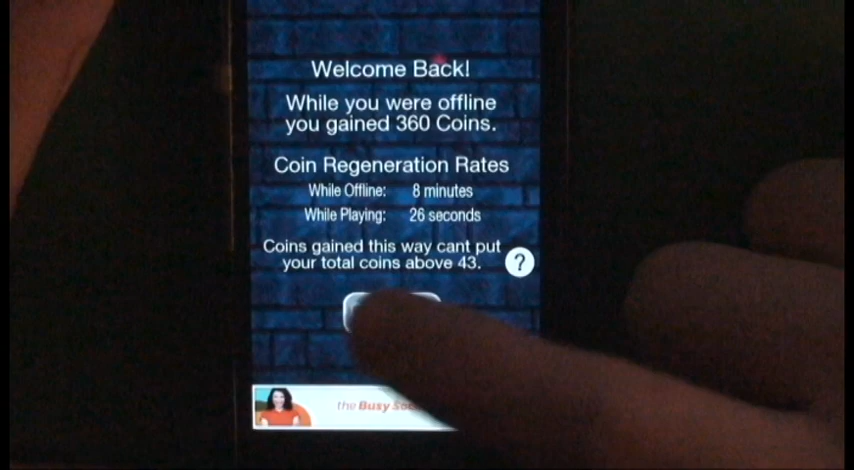 Welcome Back!
While you were offline
you gained 360 Coins.
Coin Regeneration Rates
While Offline: 8 minutes
While Playing: 26 seconds
Coins gained this way cant put
your total coins above 43.
?
the Busy